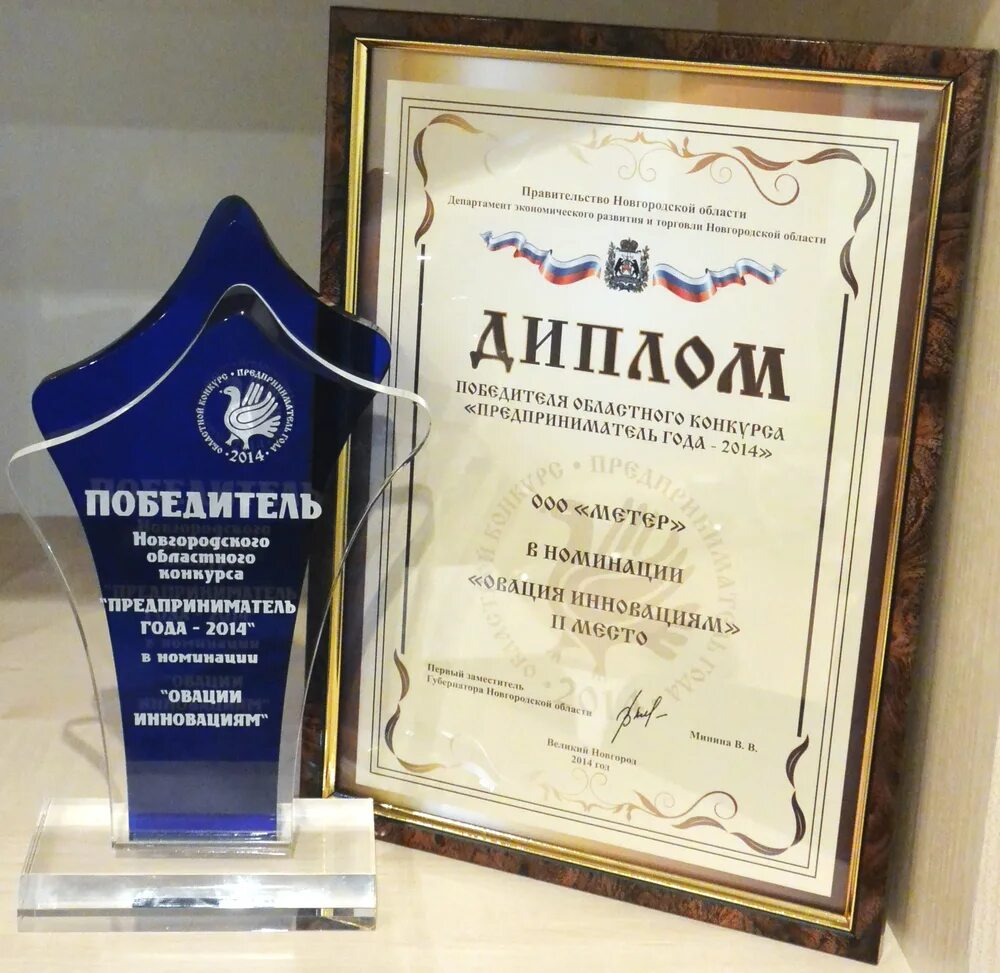 ОБЛАСТНОЙ КОНКУРС • ПРЕДПРИНИМАТЕЛЬ ГОДА
• 2014 •
ПОБЕДИТЕЛЬ
Новгородского
областного
конкурса
"ПРЕДПРИНИМАТЕЛЬ
ГОДА - 2014"
в номинации
"ОВАЦИИ
ИННОВАЦИЯМ"
Правительство Новгородской области
Департамент экономического развития и торговли Новгородской области
ДИПЛОМ
ПОБЕДИТЕЛЯ ОБЛАСТНОГО КОНКУРСА
«ПРЕДПРИНИМАТЕЛЬ ГОДА - 2014»
ООО «МЕТЕР»
В НОМИНАЦИИ
«ОВАЦИЯ ИННОВАЦИЯМ»
II МЕСТО
Первый заместитель
Губернатора Новгородской области
Минина В. В.
Великий Новгород
2014 год